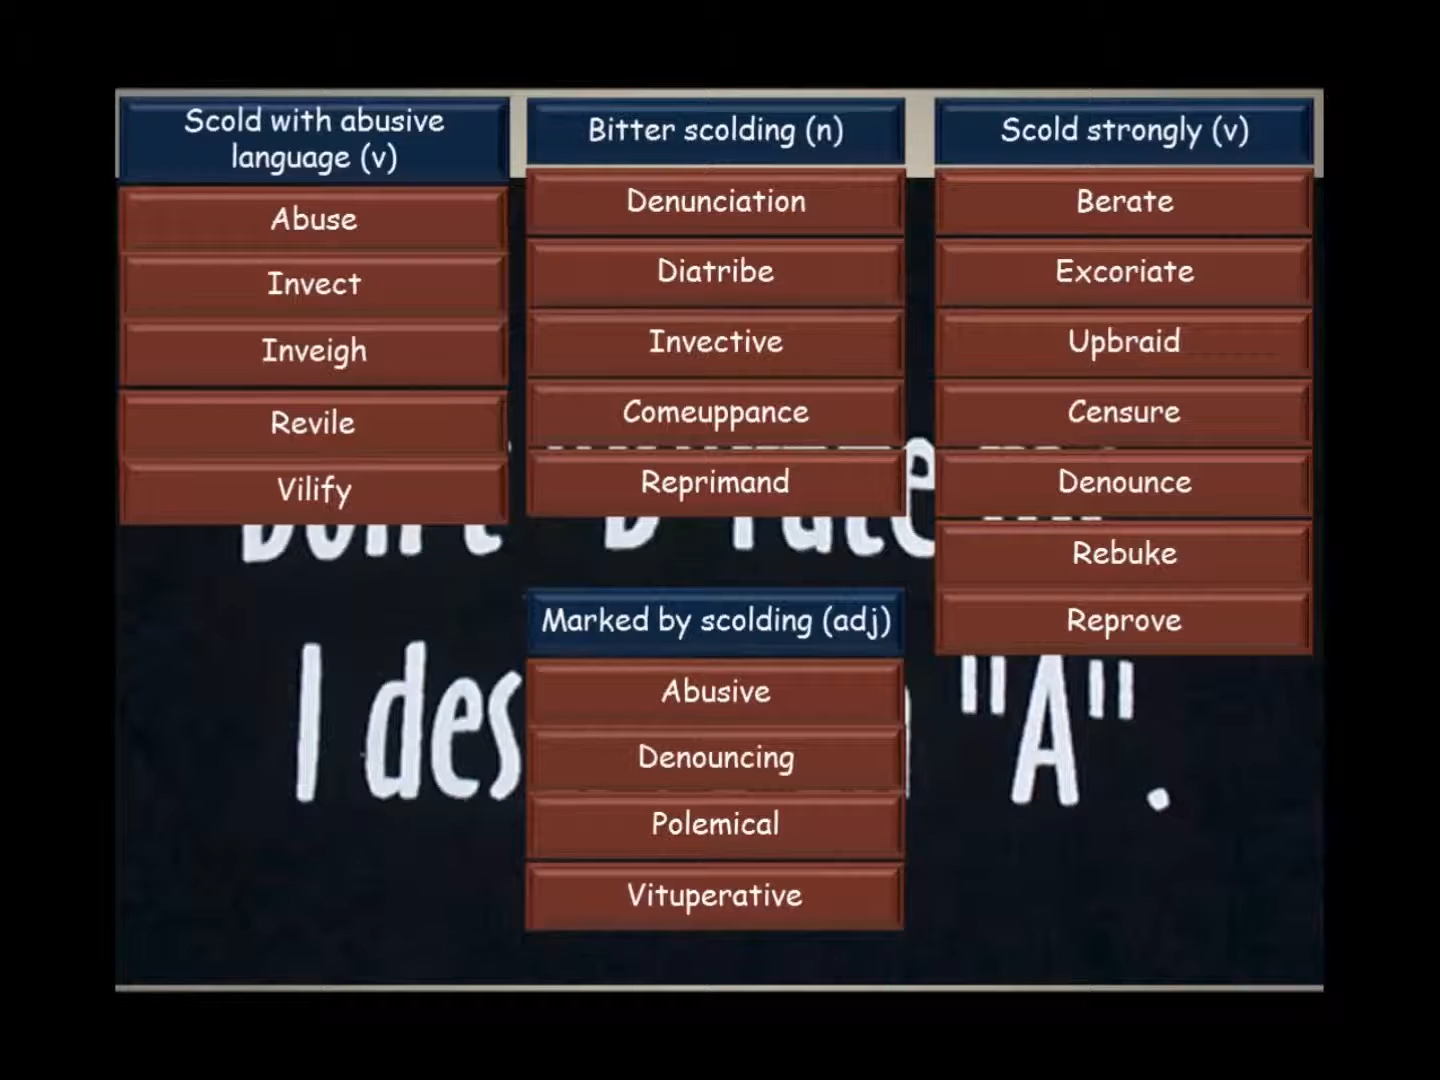 Scold with abusive
language (v)
Abuse
Invect
Inveigh
Revile
Vilify
Bitter scolding (n)
Denunciation
Diatribe
Invective
Comeuppance
Reprimand
Scold strongly (v)
Berate
Excoriate
Upbraid
Censure
Denounce
Rebuke
Reprove
Marked by scolding (adj)
Abusive
Denouncing
Polemical
Vituperative
I "A".